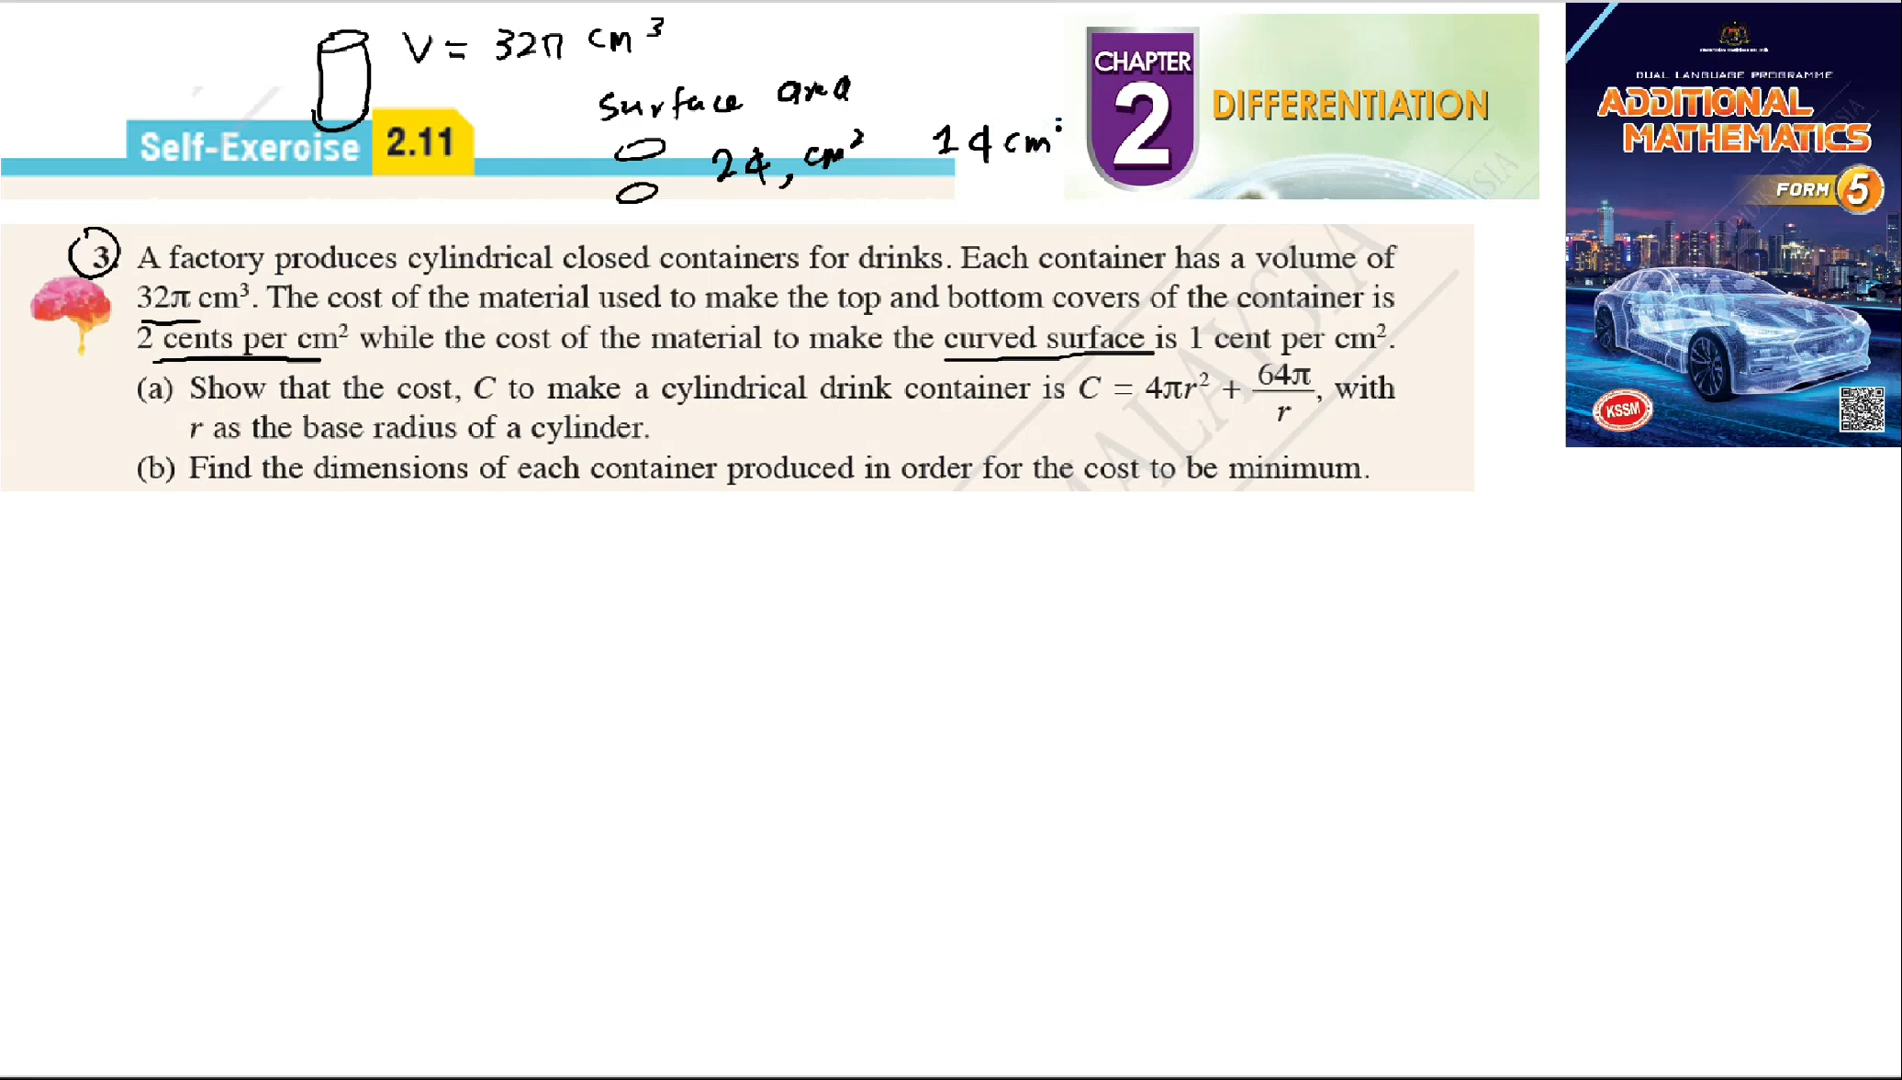 V = 32π cm³
surface area
2¢, cm² 1¢ cm²
Self-Exercise 2.11
CHAPTER
2
DIFFERENTIATION
DUAL LANGUAGE PROGRAMME
ADDITIONAL
MATHEMATICS
FORM 5
KSSM
3. A factory produces cylindrical closed containers for drinks. Each container has a volume of
32π cm³. The cost of the material used to make the top and bottom covers of the container is
2 cents per cm² while the cost of the material to make the curved surface is 1 cent per cm².
(a) Show that the cost, C to make a cylindrical drink container is C = 4πr² + 64π/r, with
r as the base radius of a cylinder.
(b) Find the dimensions of each container produced in order for the cost to be minimum.
MALAYSIA